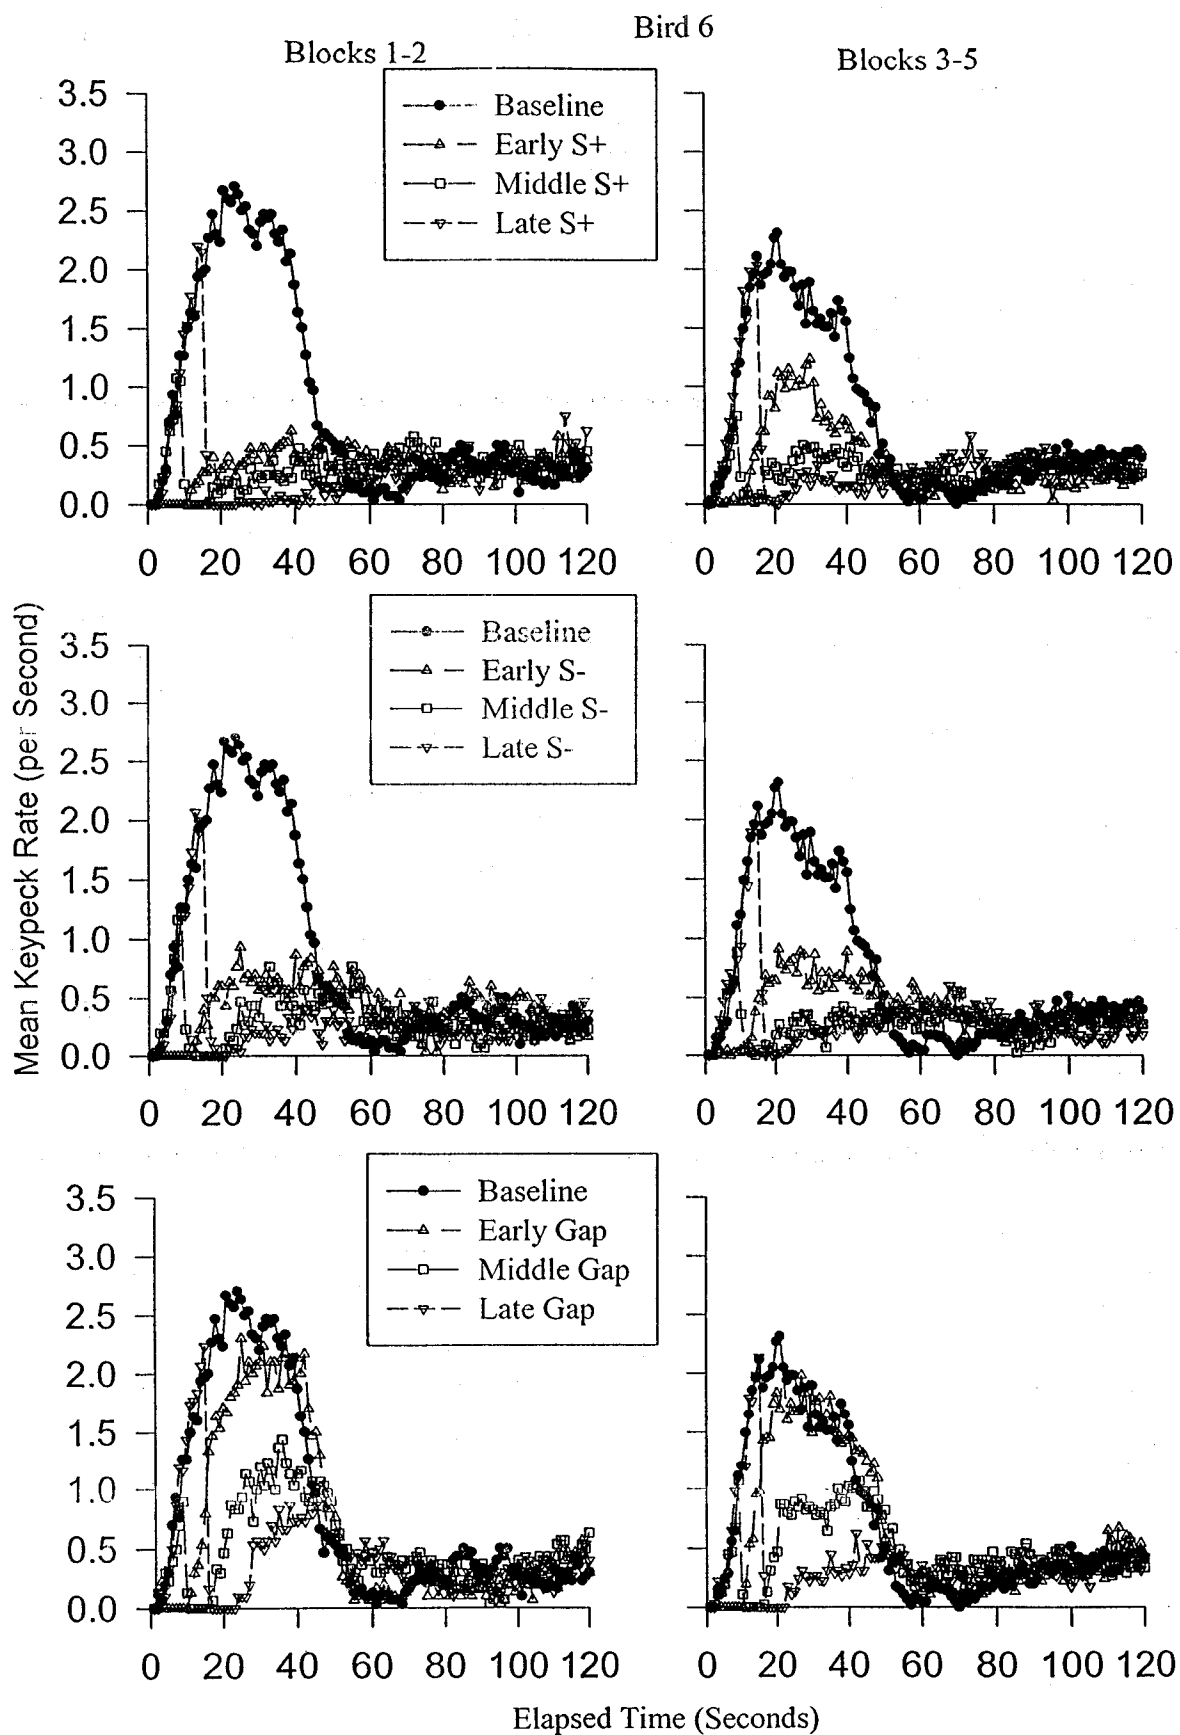 Bird 6
Blocks 1-2
Blocks 3-5
Baseline
Early S+
Middle S+
Late S+
3.5
3.0
2.5
2.0
1.5
1.0
0.5
0.0
0 20 40 60 80 100 120
0 20 40 60 80 100 120
Baseline
Early S-
Middle S-
Late S-
3.5
3.0
2.5
2.0
1.5
1.0
0.5
0.0
0 20 40 60 80 100 120
0 20 40 60 80 100 120
Mean Keypeck Rate (per Second)
Baseline
Early Gap
Middle Gap
Late Gap
3.5
3.0
2.5
2.0
1.5
1.0
0.5
0.0
0 20 40 60 80 100 120
0 20 40 60 80 100 120
Elapsed Time (Seconds)